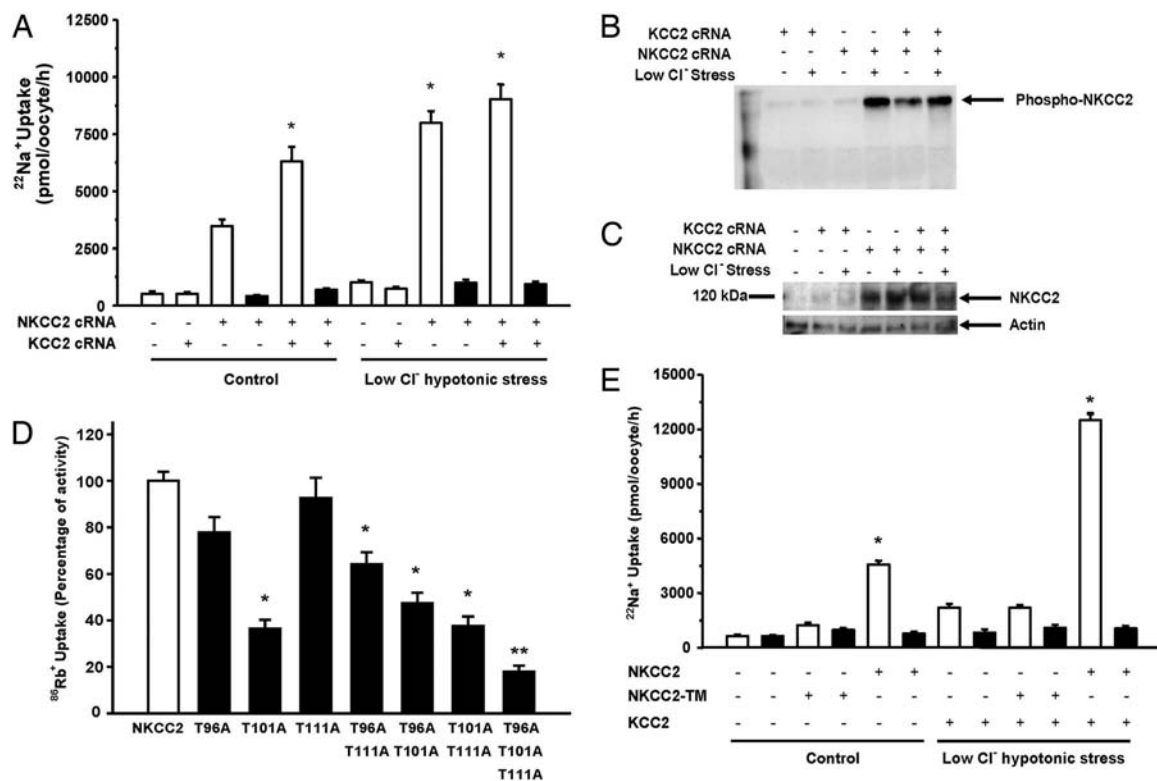 A
12500
10000
7500
5000
2500
0
22Na+ Uptake
(pmol/oocyte/h)
* * *
NKCC2 cRNA - - + + + + - - + + + +
KCC2 cRNA - + - - + + - + - - + +
Control Low Cl- hypotonic stress
B
KCC2 cRNA + + - - + +
NKCC2 cRNA - - + + + +
Low Cl- Stress - + - + - +
Phospho-NKCC2
C
KCC2 cRNA - + + - - + +
NKCC2 cRNA - - - + + + +
Low Cl- Stress - - + - + - +
120 kDa NKCC2
Actin
D
120
100
80
60
40
20
0
86Rb+ Uptake (Percentage of activity)
* * * * **
NKCC2 T96A T101A T111A T96A T96A T101A T96A
T111A T101A T111A T101A
T111A
E
15000
12000
9000
6000
3000
0
22Na+ Uptake (pmol/oocyte/h)
* *
NKCC2 - - - - + + - - - - + +
NKCC2-TM - - + + - - - - + + - -
KCC2 - - - - - - + + + + + +
Control Low Cl- hypotonic stress